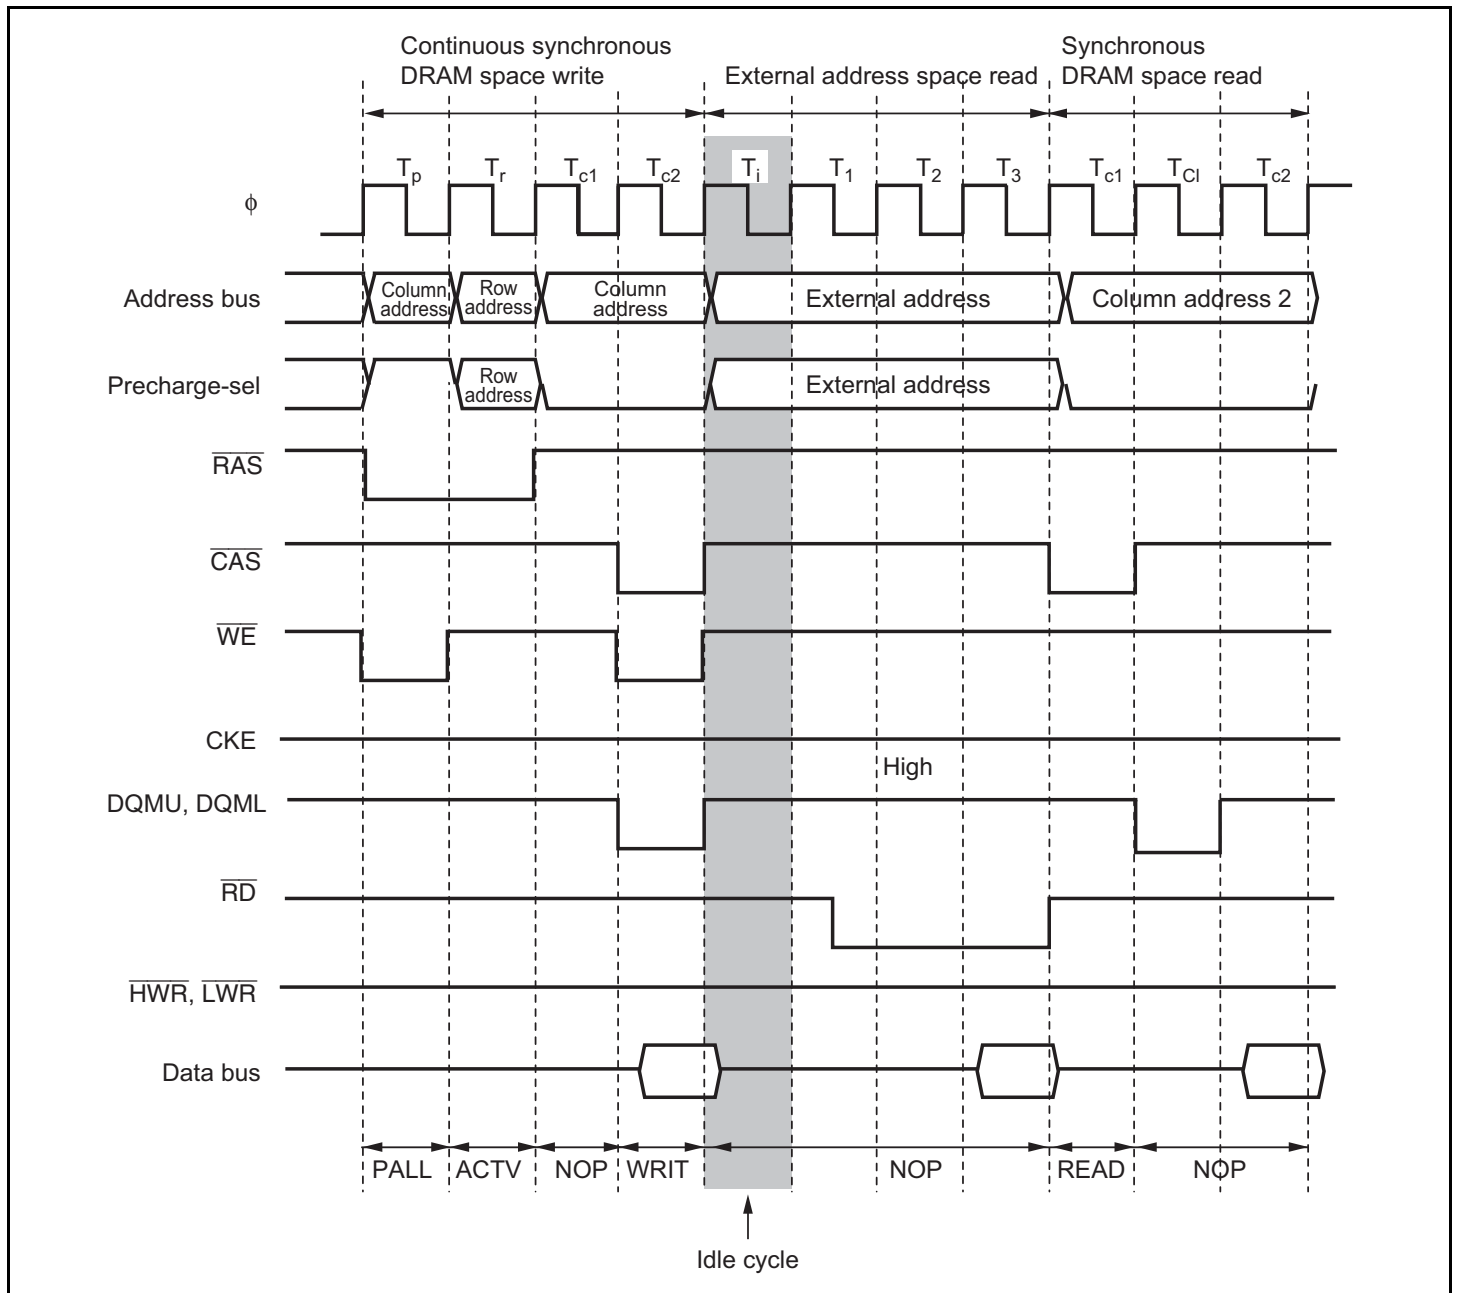 Continuous synchronous
DRAM space write
External address space read
Synchronous
DRAM space read
Tp Tr Tc1 Tc2 Ti T1 T2 T3 Tc1 TCl Tc2
ϕ
Address bus
Column
address
Row
address
Column
address
External address
Column address 2
Precharge-sel
Row
address
External address
RAS
CAS
WE
CKE
High
DQMU, DQML
RD
HWR, LWR
Data bus
PALL ACTV NOP WRIT NOP READ NOP
Idle cycle